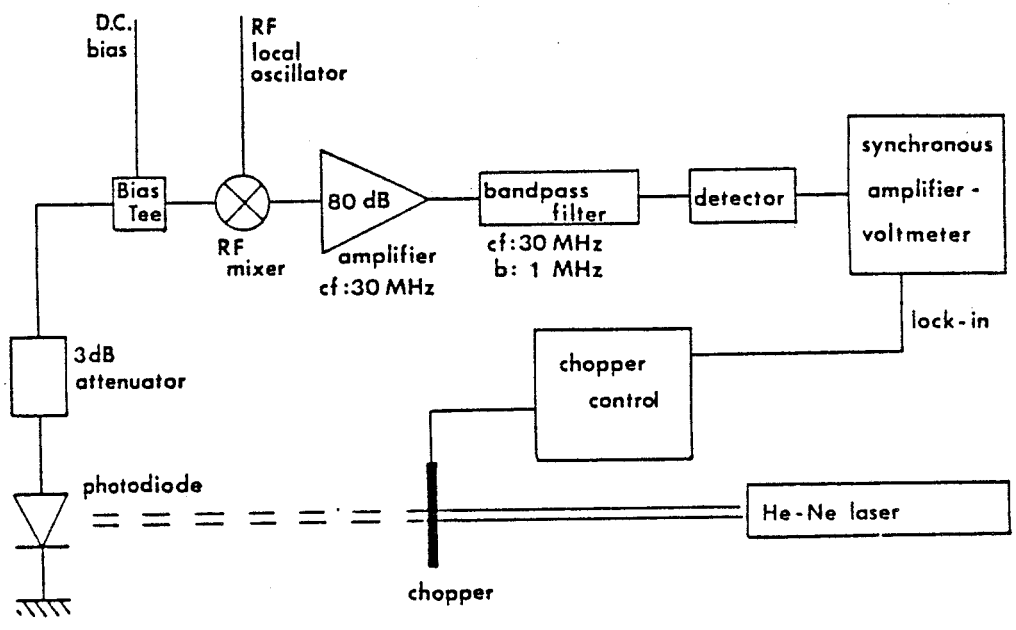 D.C.
bias
RF
local
oscillator
Bias
Tee
RF
mixer
80 dB
amplifier
cf:30 MHz
bandpass
filter
cf:30 MHz
b: 1 MHz
detector
synchronous
amplifier-
voltmeter
lock-in
3dB
attenuator
chopper
control
photodiode
He-Ne laser
chopper